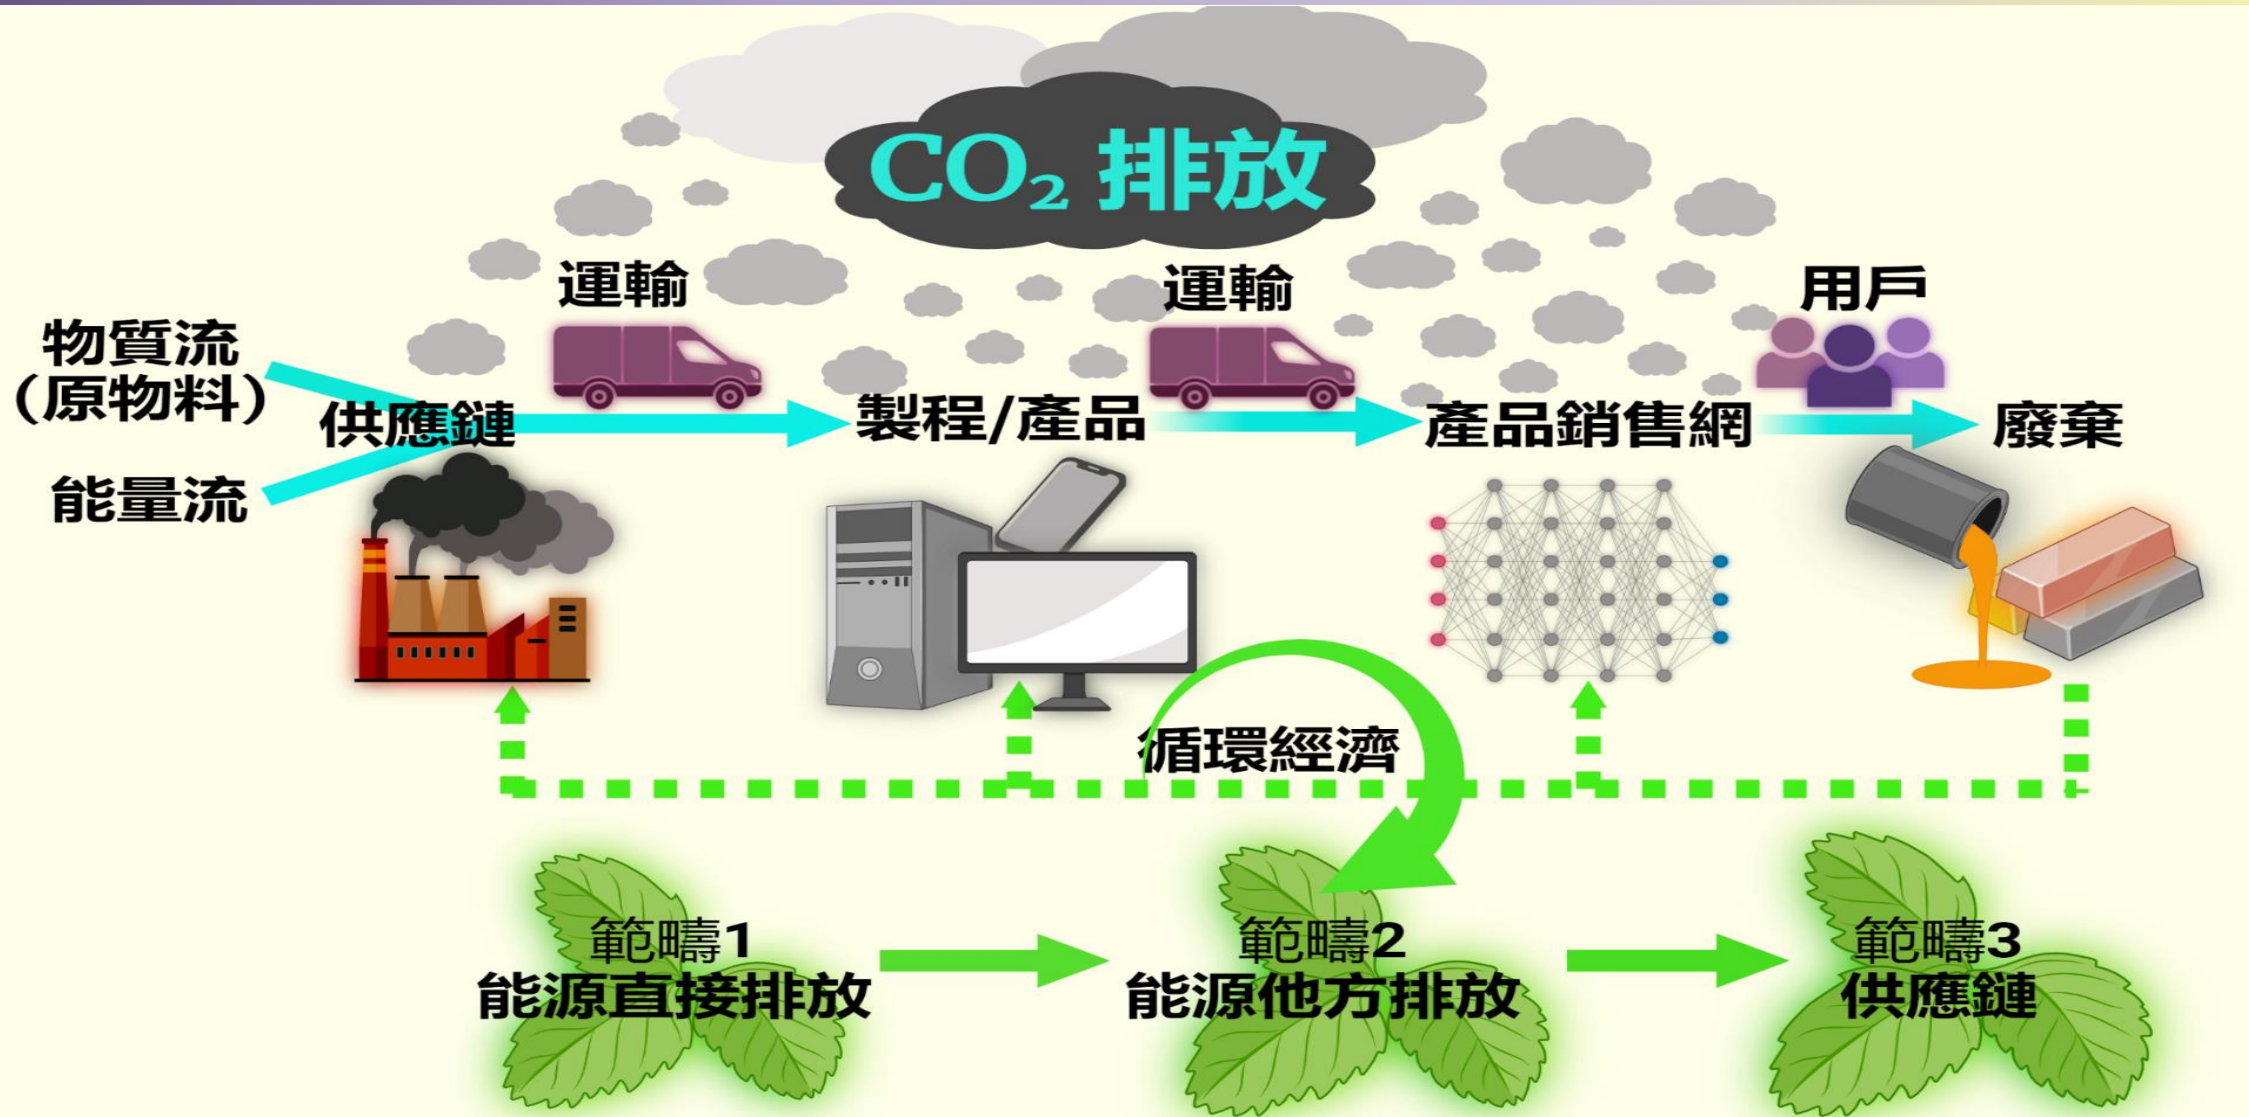 CO₂ 排放
運輸
運輸
用戶
物質流
(原物料)
供應鏈
製程/產品
產品銷售網
廢棄
能量流
循環經濟
範疇1
能源直接排放
範疇2
能源他方排放
範疇3
供應鏈